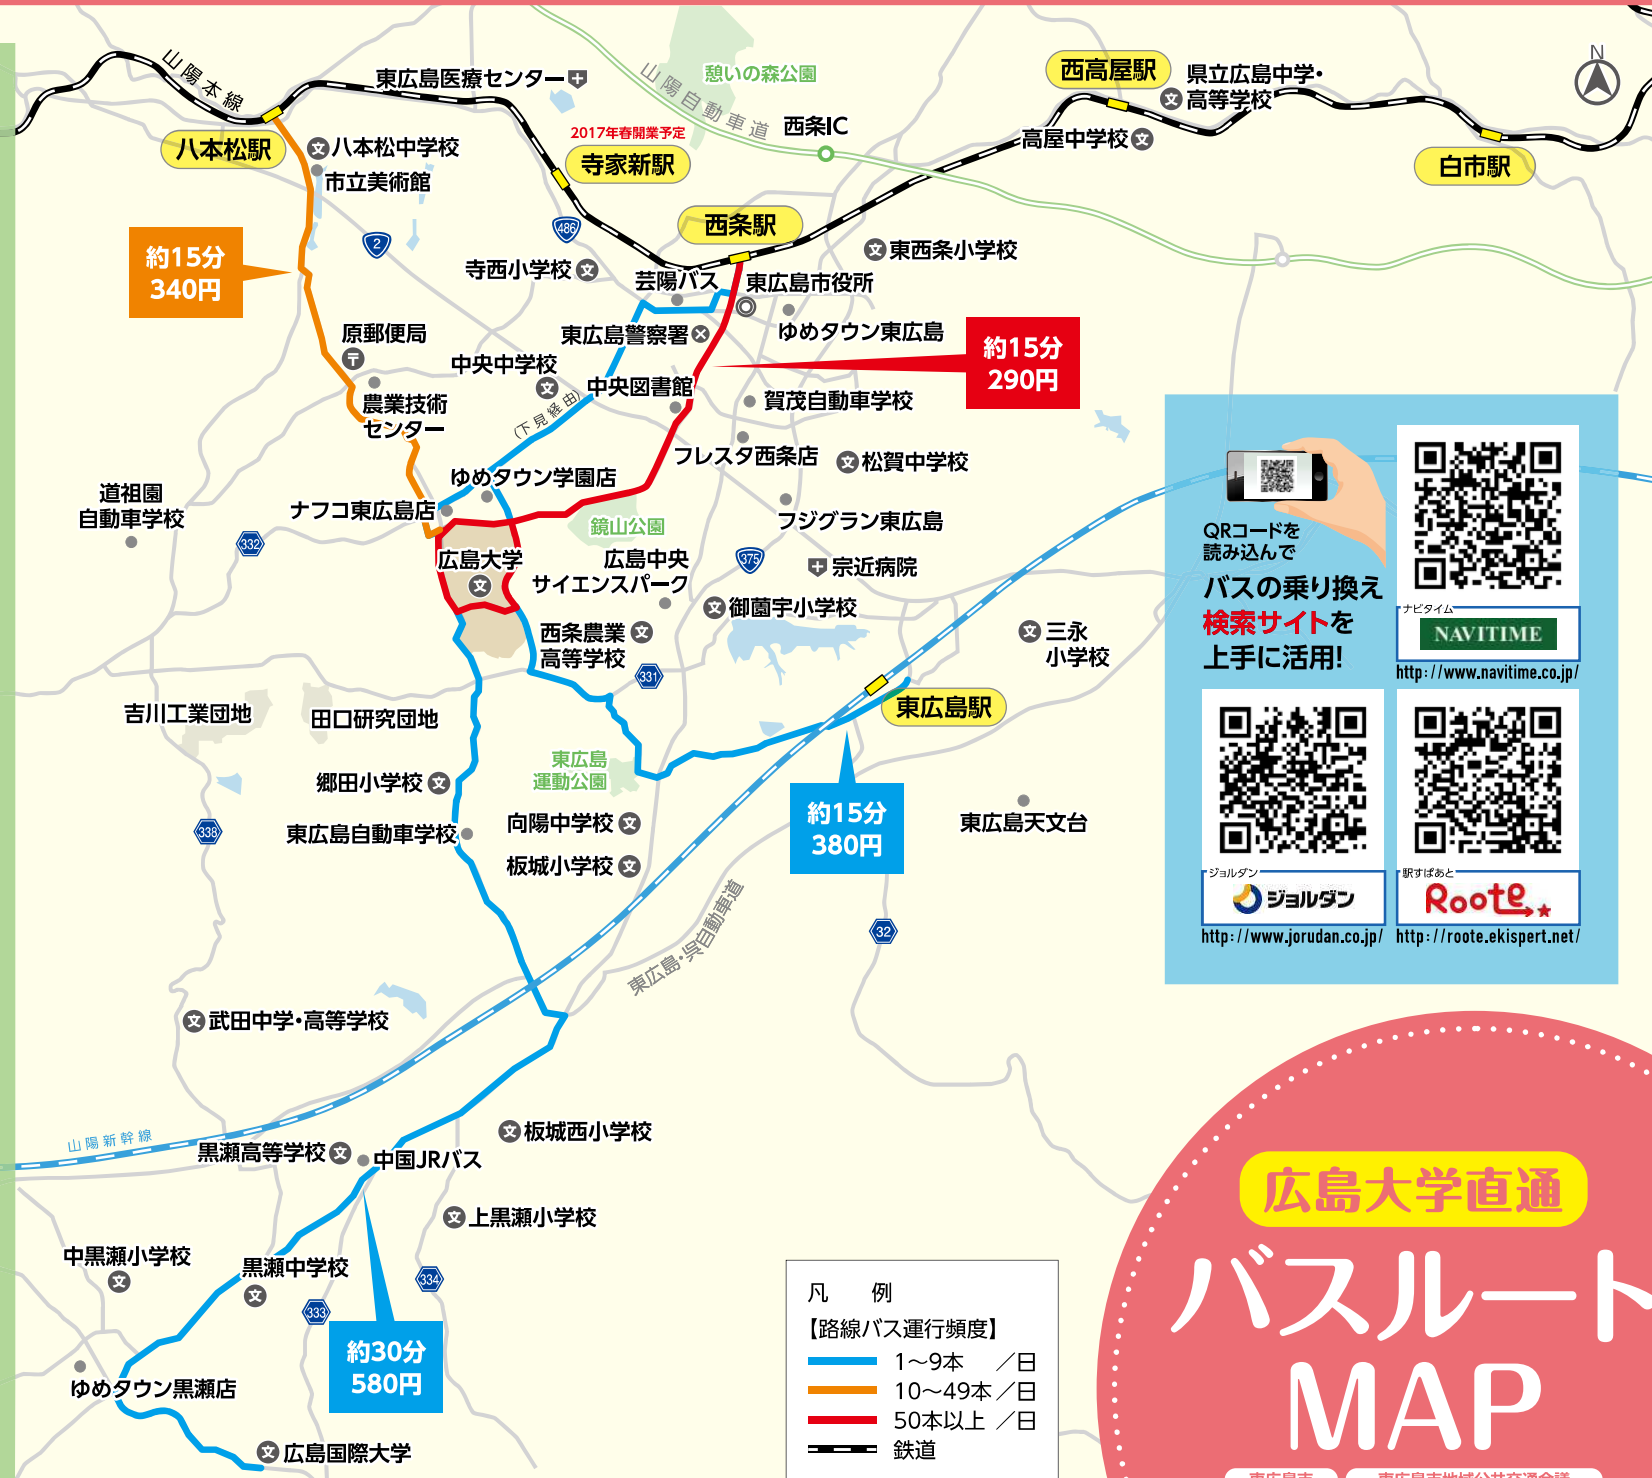 山陽本線
東広島医療センター
憩いの森公園
山陽自動車道
西条IC
西高屋駅
県立広島中学・
高等学校
N
八本松駅
八本松中学校
市立美術館
2017年春開業予定
寺家新駅
高屋中学校
白市駅
西条駅
486
2
約15分
340円
寺西小学校
芸陽バス
東広島市役所
東西条小学校
原郵便局
東広島警察署
ゆめタウン東広島
約15分
290円
中央中学校
中央図書館
賀茂自動車学校
農業技術
センター
(下見経由)
フレスタ西条店
松賀中学校
道祖園
自動車学校
ゆめタウン学園店
ナフコ東広島店
鏡山公園
フジグラン東広島
332
広島大学
文
広島中央
サイエンスパーク
375
宗近病院
御薗宇小学校
西条農業
高等学校
331
三永
小学校
東広島駅
吉川工業団地
田口研究団地
東広島
運動公園
郷田小学校
338
東広島自動車学校
向陽中学校
板城小学校
約15分
380円
東広島天文台
東広島・呉自動車道
32
武田中学・高等学校
山陽新幹線
黒瀬高等学校
中国JRバス
板城西小学校
上黒瀬小学校
中黒瀬小学校
黒瀬中学校
334
333
約30分
580円
ゆめタウン黒瀬店
広島国際大学
QRコードを
読み込んで
バスの乗り換え
検索サイトを
上手に活用!
ナビタイム
NAVITIME
http://www.navitime.co.jp/
ジョルダン
ジョルダン
http://www.jorudan.co.jp/
駅すぱあと
Roote
http://roote.ekispert.net/
凡　例
【路線バス運行頻度】
1～9本　／日
10～49本／日
50本以上／日
鉄道
広島大学直通
バスルート
MAP
東広島市
東広島市地域公共交通会議